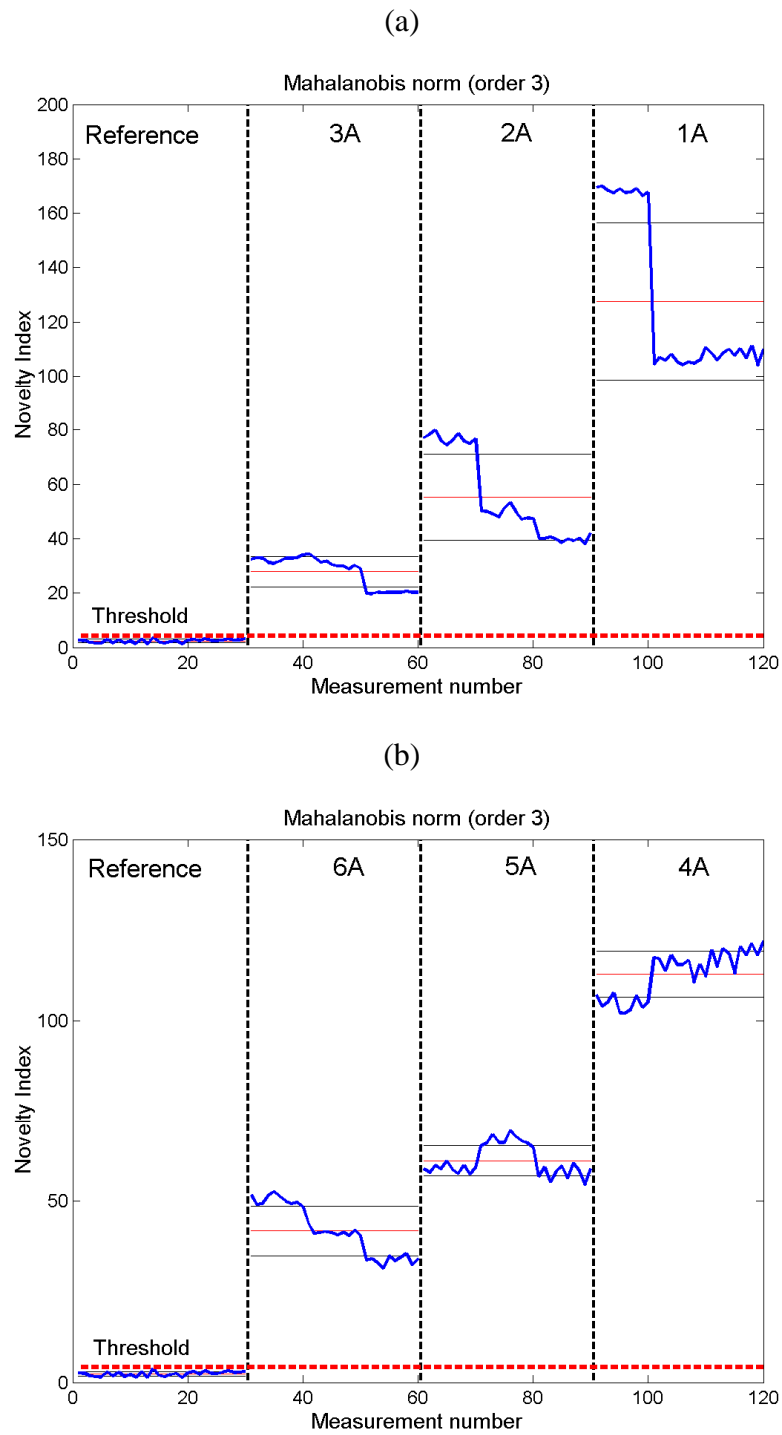 (a)
Mahalanobis norm (order 3)
200
180
160
140
120
100
80
60
40
20
0
Novelty Index
Reference
3A
2A
1A
Threshold
0
20
40
60
80
100
120
Measurement number
(b)
Mahalanobis norm (order 3)
150
100
50
0
Novelty Index
Reference
6A
5A
4A
Threshold
0
20
40
60
80
100
120
Measurement number